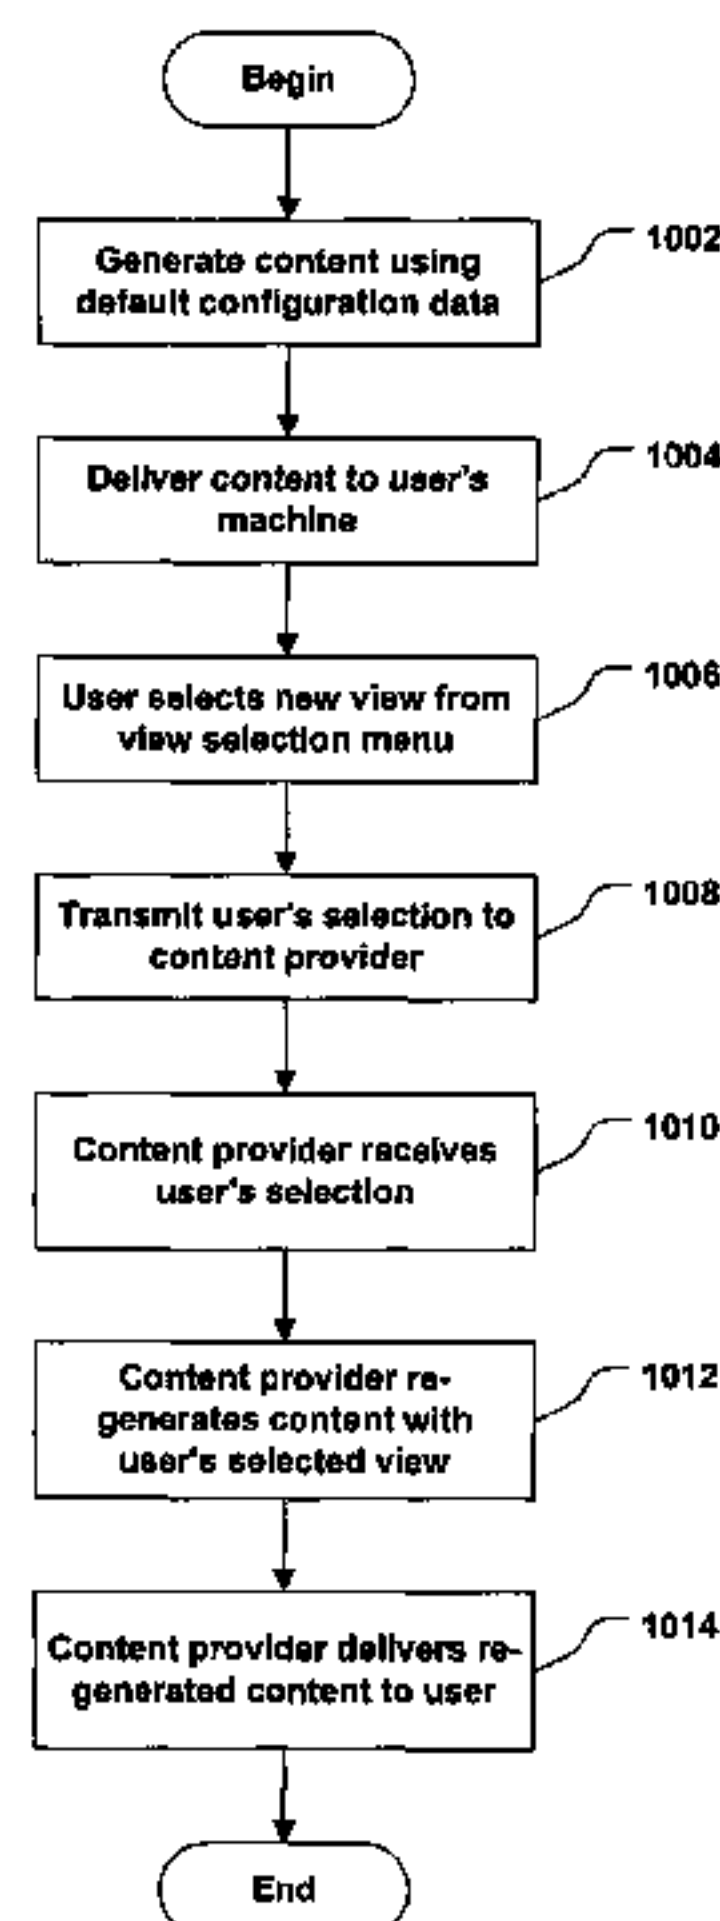 Begin
Generate content using
default configuration data
1002
Deliver content to user's
machine
1004
User selects new view from
view selection menu
1006
Transmit user's selection to
content provider
1008
Content provider receives
user's selection
1010
Content provider re-
generates content with
user's selected view
1012
Content provider delivers re-
generated content to user
1014
End